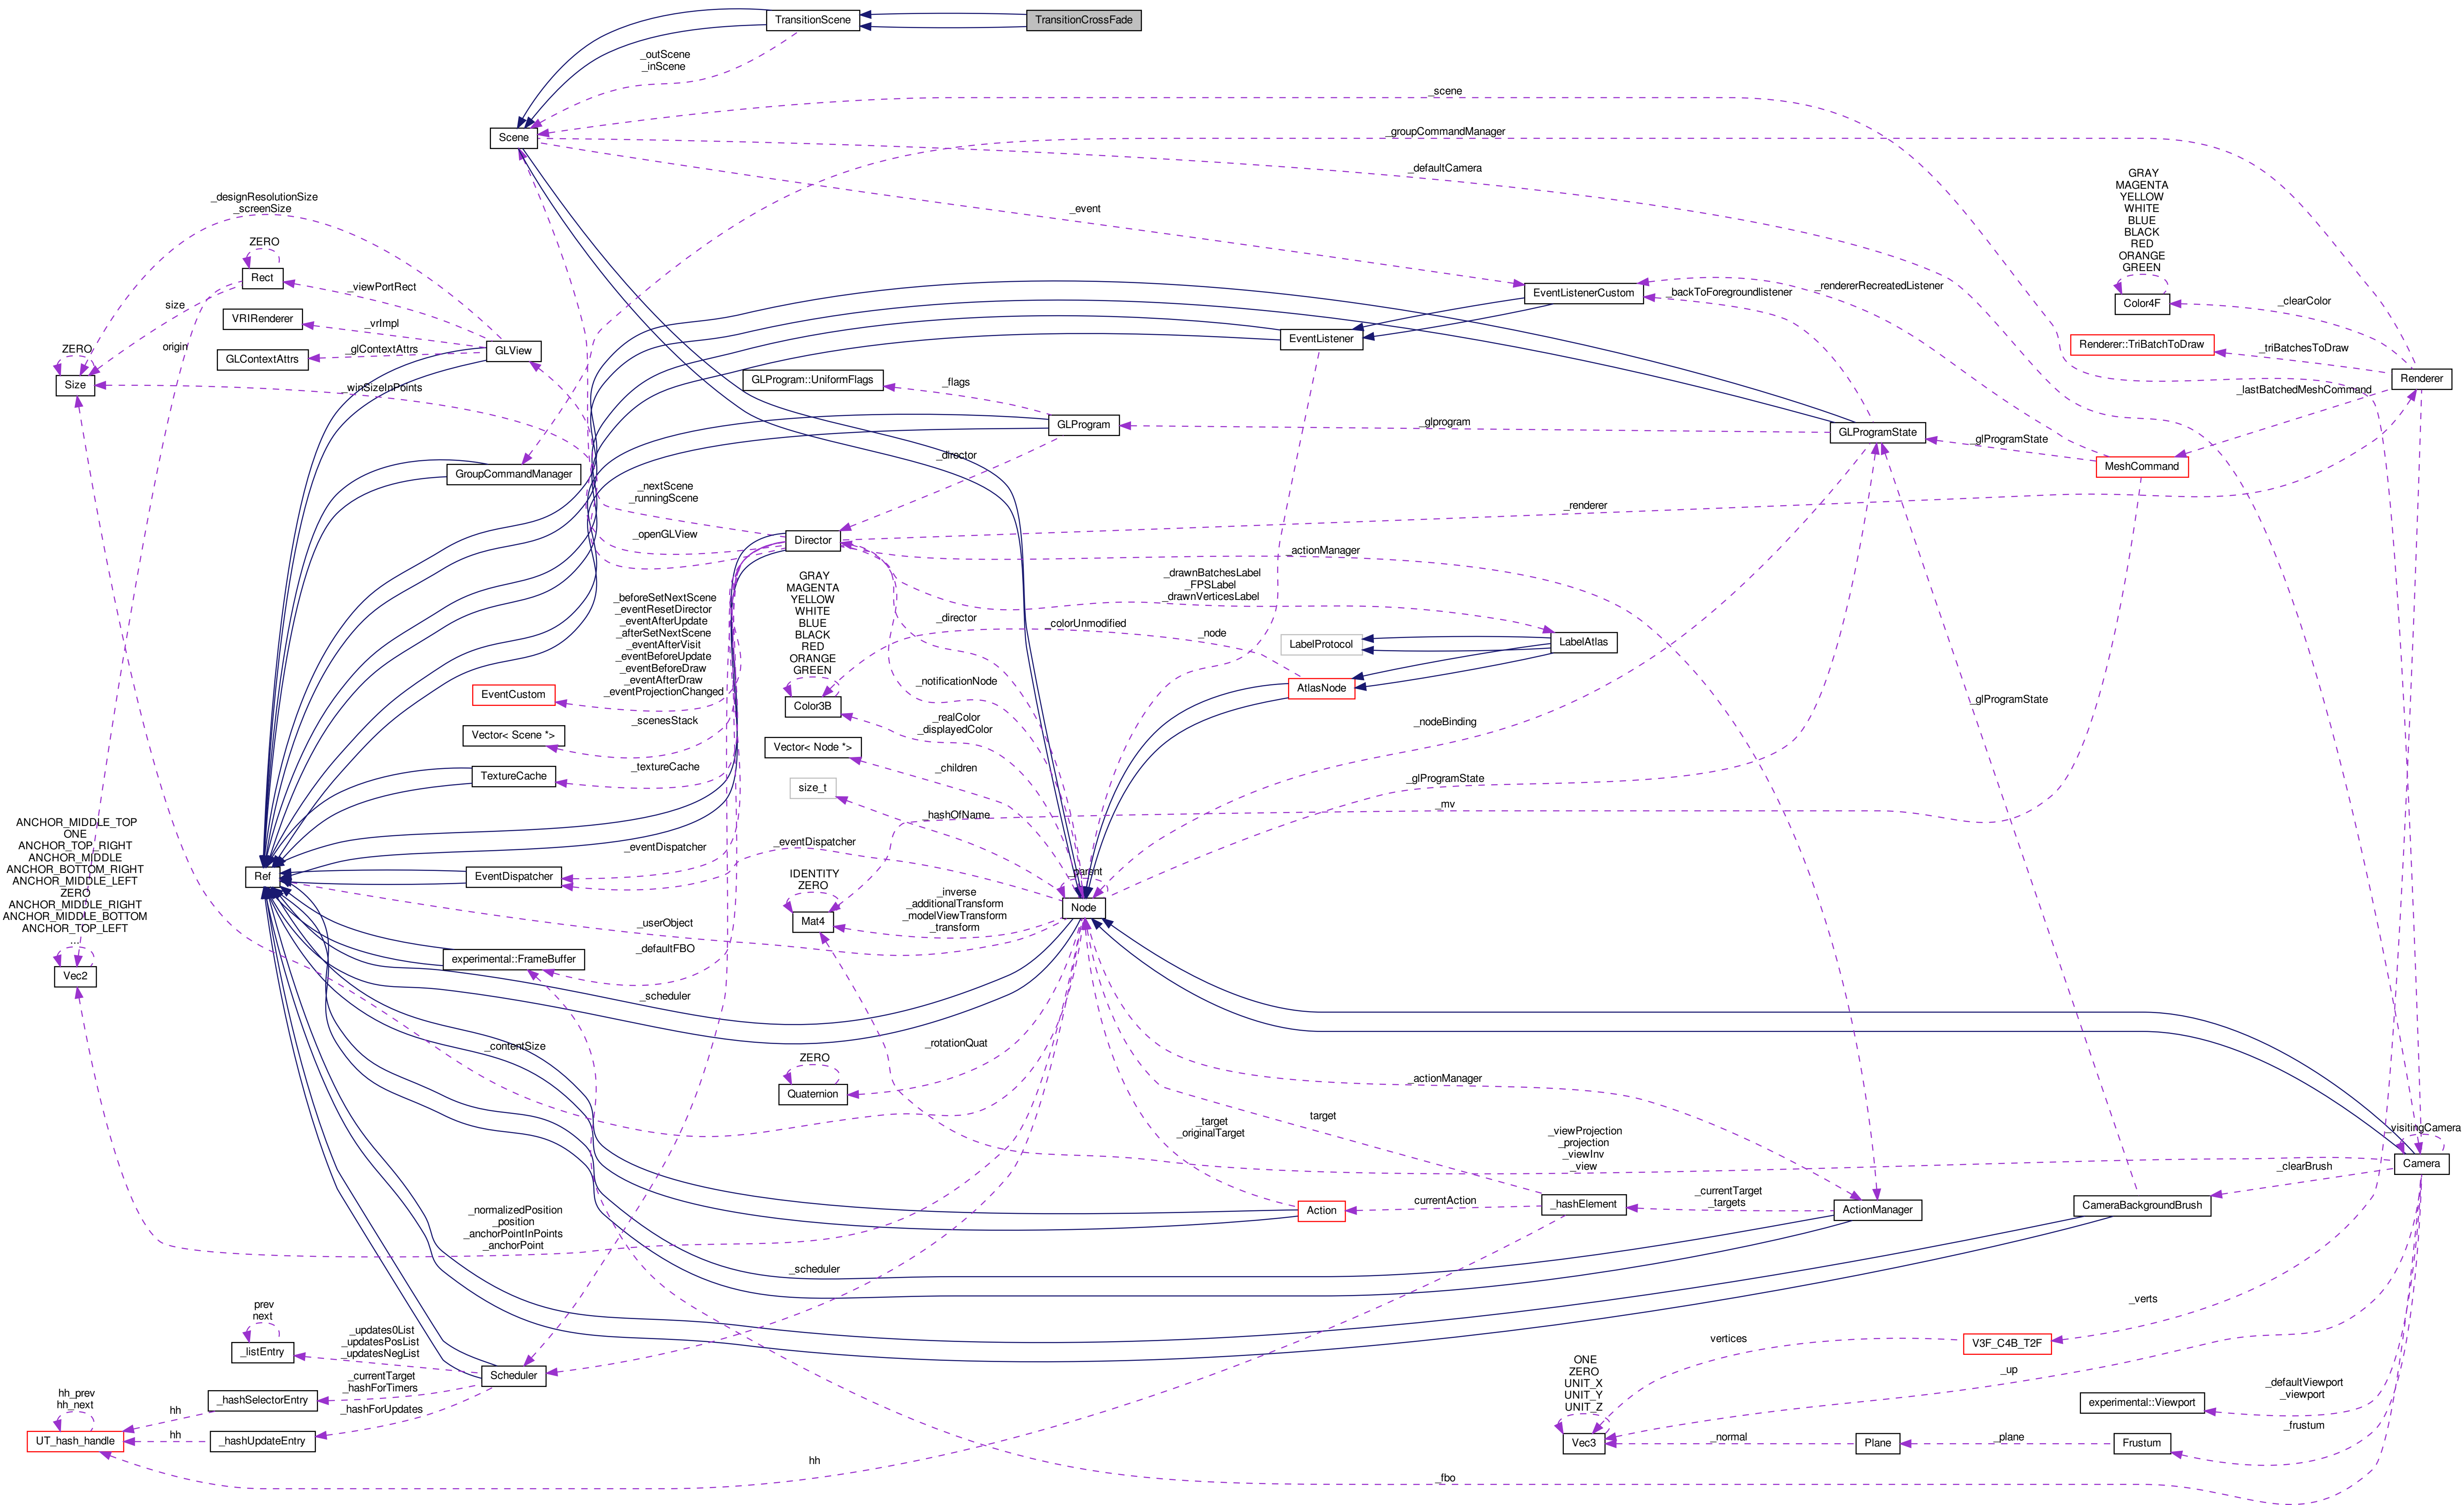 TransitionScene
TransitionCrossFade
_outScene
_inScene
_scene
Scene
_groupCommandManager
_defaultCamera
_event
GRAY
MAGENTA
YELLOW
WHITE
BLUE
BLACK
RED
ORANGE
GREEN
Color4F
_designResolutionSize
_screenSize
ZERO
Rect
_viewPortRect
size
VRIRenderer
_vrImpl
origin
GLContextAttrs
_glContextAttrs
GLView
ZERO
Size
_winSizeInPoints
EventListenerCustom
_backToForegroundlistener
_rendererRecreatedListener
_clearColor
EventListener
Renderer::TriBatchToDraw
_triBatchesToDraw
Renderer
GLProgram::UniformFlags
_flags
_lastBatchedMeshCommand
GLProgram
_glprogram
GLProgramState
_glProgramState
MeshCommand
_director
GroupCommandManager
_nextScene
_runningScene
_renderer
_openGLView
Director
_actionManager
_drawnBatchesLabel
_FPSLabel
_drawnVerticesLabel
GRAY
MAGENTA
YELLOW
WHITE
BLUE
BLACK
RED
ORANGE
GREEN
Color3B
_beforeSetNextScene
_eventResetDirector
_eventAfterUpdate
_afterSetNextScene
_eventAfterVisit
_eventBeforeUpdate
_eventBeforeDraw
_eventAfterDraw
_eventProjectionChanged
_director
_colorUnmodified
_node
LabelProtocol
LabelAtlas
EventCustom
_notificationNode
AtlasNode
_scenesStack
Vector< Scene *>
_realColor
_displayedColor
_nodeBinding
_glProgramState
Vector< Node *>
_children
TextureCache
_textureCache
size_t
_glProgramState
_mv
_hashOfName
ANCHOR_MIDDLE_TOP
ONE
ANCHOR_TOP_RIGHT
ANCHOR_MIDDLE
ANCHOR_BOTTOM_RIGHT
ANCHOR_MIDDLE_LEFT
ZERO
ANCHOR_MIDDLE_RIGHT
ANCHOR_MIDDLE_BOTTOM
ANCHOR_TOP_LEFT
...
Vec2
Ref
EventDispatcher
_eventDispatcher
_eventDispatcher
IDENTITY
ZERO
Mat4
_inverse
_additionalTransform
_modelViewTransform
_transform
_parent
Node
_userObject
experimental::FrameBuffer
_defaultFBO
_scheduler
_contentSize
_rotationQuat
ZERO
Quaternion
_actionManager
_target
_originalTarget
target
_viewProjection
_projection
_viewInv
_view
_visitingCamera
Camera
_clearBrush
CameraBackgroundBrush
_normalizedPosition
_position
_anchorPointInPoints
_anchorPoint
Action
currentAction
_hashElement
_currentTarget
_targets
ActionManager
_scheduler
prev
next
_listEntry
_updates0List
_updatesPosList
_updatesNegList
Scheduler
_currentTarget
_hashForTimers
_hashSelectorEntry
_hashForUpdates
hh_prev
hh_next
UT_hash_handle
hh
hh
_hashUpdateEntry
hh
_verts
vertices
V3F_C4B_T2F
ONE
ZERO
UNIT_X
UNIT_Y
UNIT_Z
Vec3
_up
experimental::Viewport
_defaultViewport
_viewport
_normal
Plane
_plane
Frustum
_frustum
_fbo